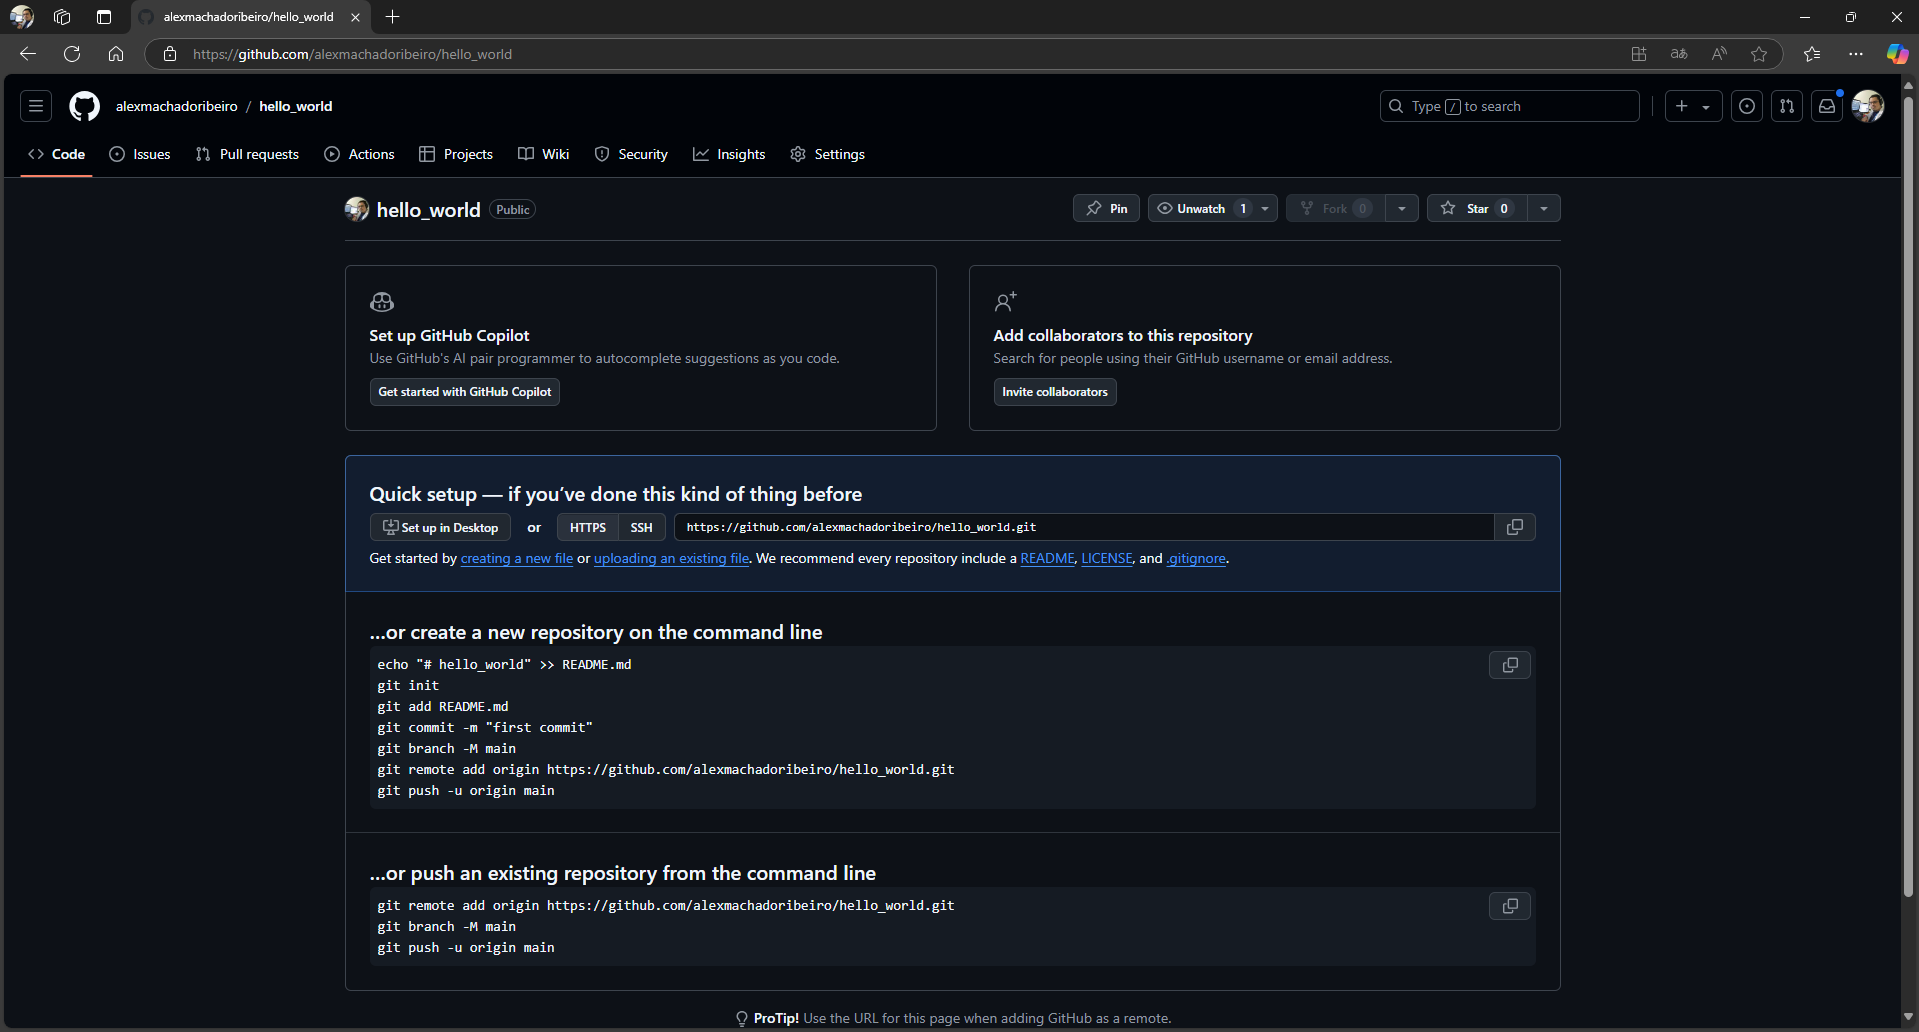 alexmachadoribeiro/hello_world
https://github.com/alexmachadoribeiro/hello_world
alexmachadoribeiro / hello_world
Type / to search
Code Issues Pull requests Actions Projects Wiki Security Insights Settings
hello_world Public
Pin Unwatch 1 Fork 0 Star 0
Set up GitHub Copilot
Use GitHub's AI pair programmer to autocomplete suggestions as you code.
Get started with GitHub Copilot
Add collaborators to this repository
Search for people using their GitHub username or email address.
Invite collaborators
Quick setup — if you’ve done this kind of thing before
Set up in Desktop or HTTPS SSH https://github.com/alexmachadoribeiro/hello_world.git
Get started by creating a new file or uploading an existing file. We recommend every repository include a README, LICENSE, and .gitignore.
…or create a new repository on the command line
echo "# hello_world" >> README.md
git init
git add README.md
git commit -m "first commit"
git branch -M main
git remote add origin https://github.com/alexmachadoribeiro/hello_world.git
git push -u origin main
…or push an existing repository from the command line
git remote add origin https://github.com/alexmachadoribeiro/hello_world.git
git branch -M main
git push -u origin main
ProTip! Use the URL for this page when adding GitHub as a remote.